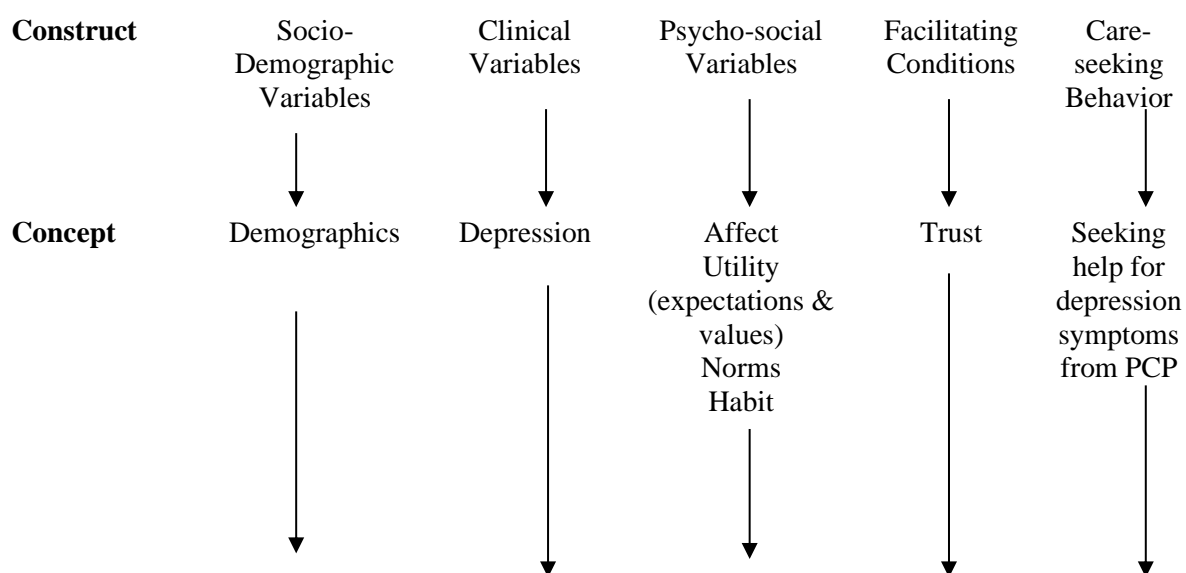 Construct
Socio-
Demographic
Variables
Clinical
Variables
Psycho-social
Variables
Facilitating
Conditions
Care-
seeking
Behavior
Concept
Demographics
Depression
Affect
Utility
(expectations &
values)
Norms
Habit
Trust
Seeking
help for
depression
symptoms
from PCP